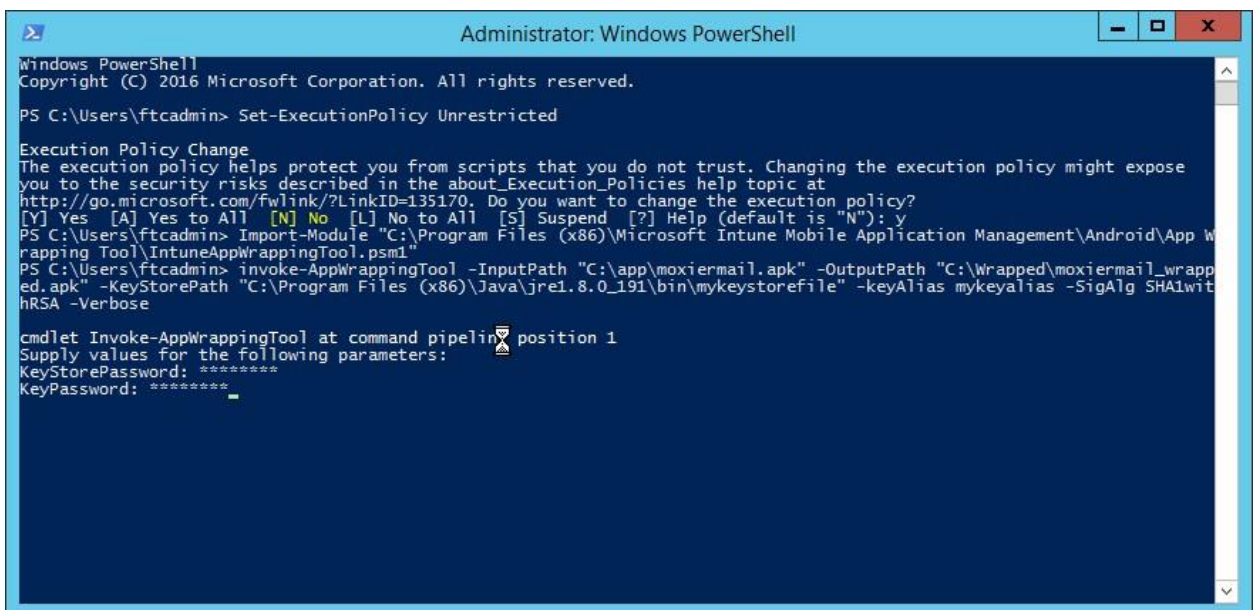 Administrator: Windows PowerShell
Windows PowerShell
Copyright (C) 2016 Microsoft Corporation. All rights reserved.
PS C:\Users\ftcadmin> Set-ExecutionPolicy Unrestricted
Execution Policy Change
The execution policy helps protect you from scripts that you do not trust. Changing the execution policy might expose
you to the security risks described in the about_Execution_Policies help topic at
http://go.microsoft.com/fwlink/?LinkID=135170. Do you want to change the execution policy?
[Y] Yes  [A] Yes to All  [N] No  [L] No to All  [S] Suspend  [?] Help (default is "N"): y
PS C:\Users\ftcadmin> Import-Module "C:\Program Files (x86)\Microsoft Intune Mobile Application Management\Android\App W
rapping Tool\IntuneAppWrappingTool.psm1"
PS C:\Users\ftcadmin> invoke-AppWrappingTool -InputPath "C:\app\moxiermail.apk" -OutputPath "C:\Wrapped\moxiermail_wrapp
ed.apk" -KeyStorePath "C:\Program Files (x86)\Java\jre1.8.0_191\bin\mykeystorefile" -keyAlias mykeyalias -SigAlg SHA1wit
hRSA -Verbose
cmdlet Invoke-AppWrappingTool at command pipeline position 1
Supply values for the following parameters:
KeyStorePassword: ********
KeyPassword: ********